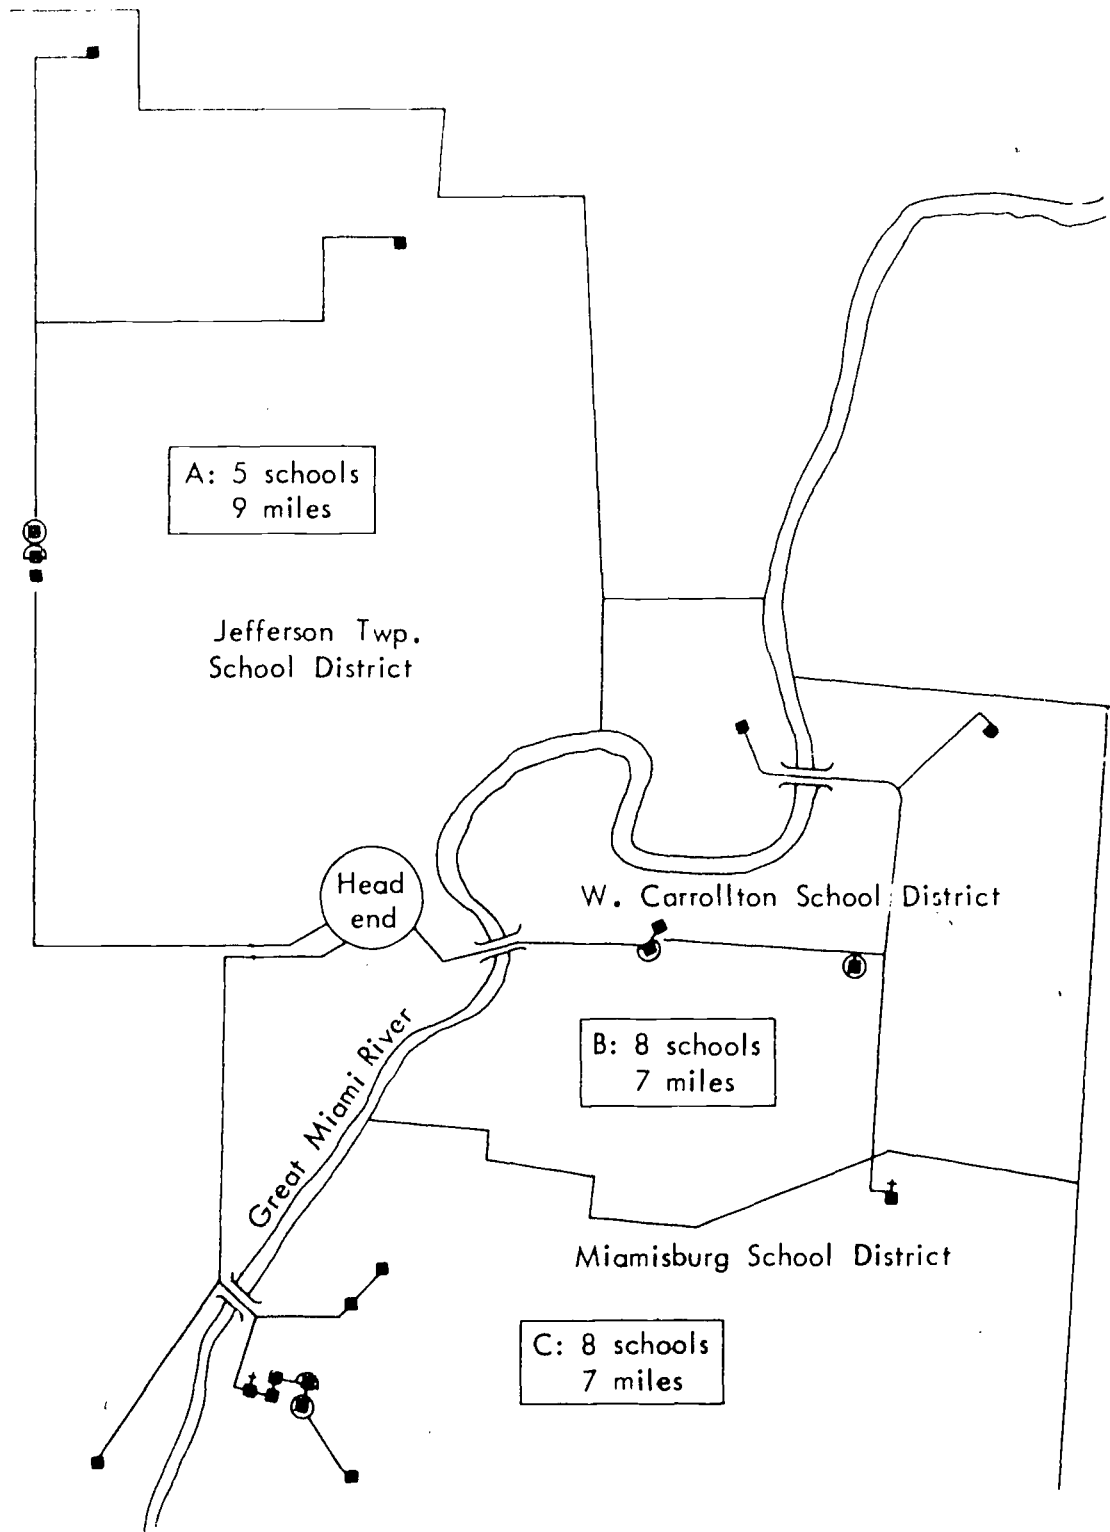 A: 5 schools
9 miles
Jefferson Twp.
School District
Head
end
W. Carrollton School District
B: 8 schools
7 miles
Great Miami River
Miamisburg School District
C: 8 schools
7 miles